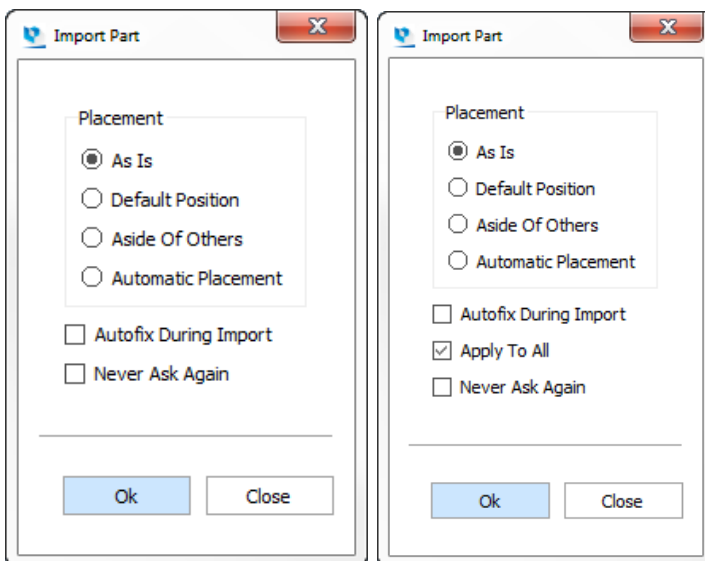 Import Part
Placement
As Is
Default Position
Aside Of Others
Automatic Placement
Autofix During Import
Never Ask Again
Ok Close
Import Part
Placement
As Is
Default Position
Aside Of Others
Automatic Placement
Autofix During Import
Apply To All
Never Ask Again
Ok Close